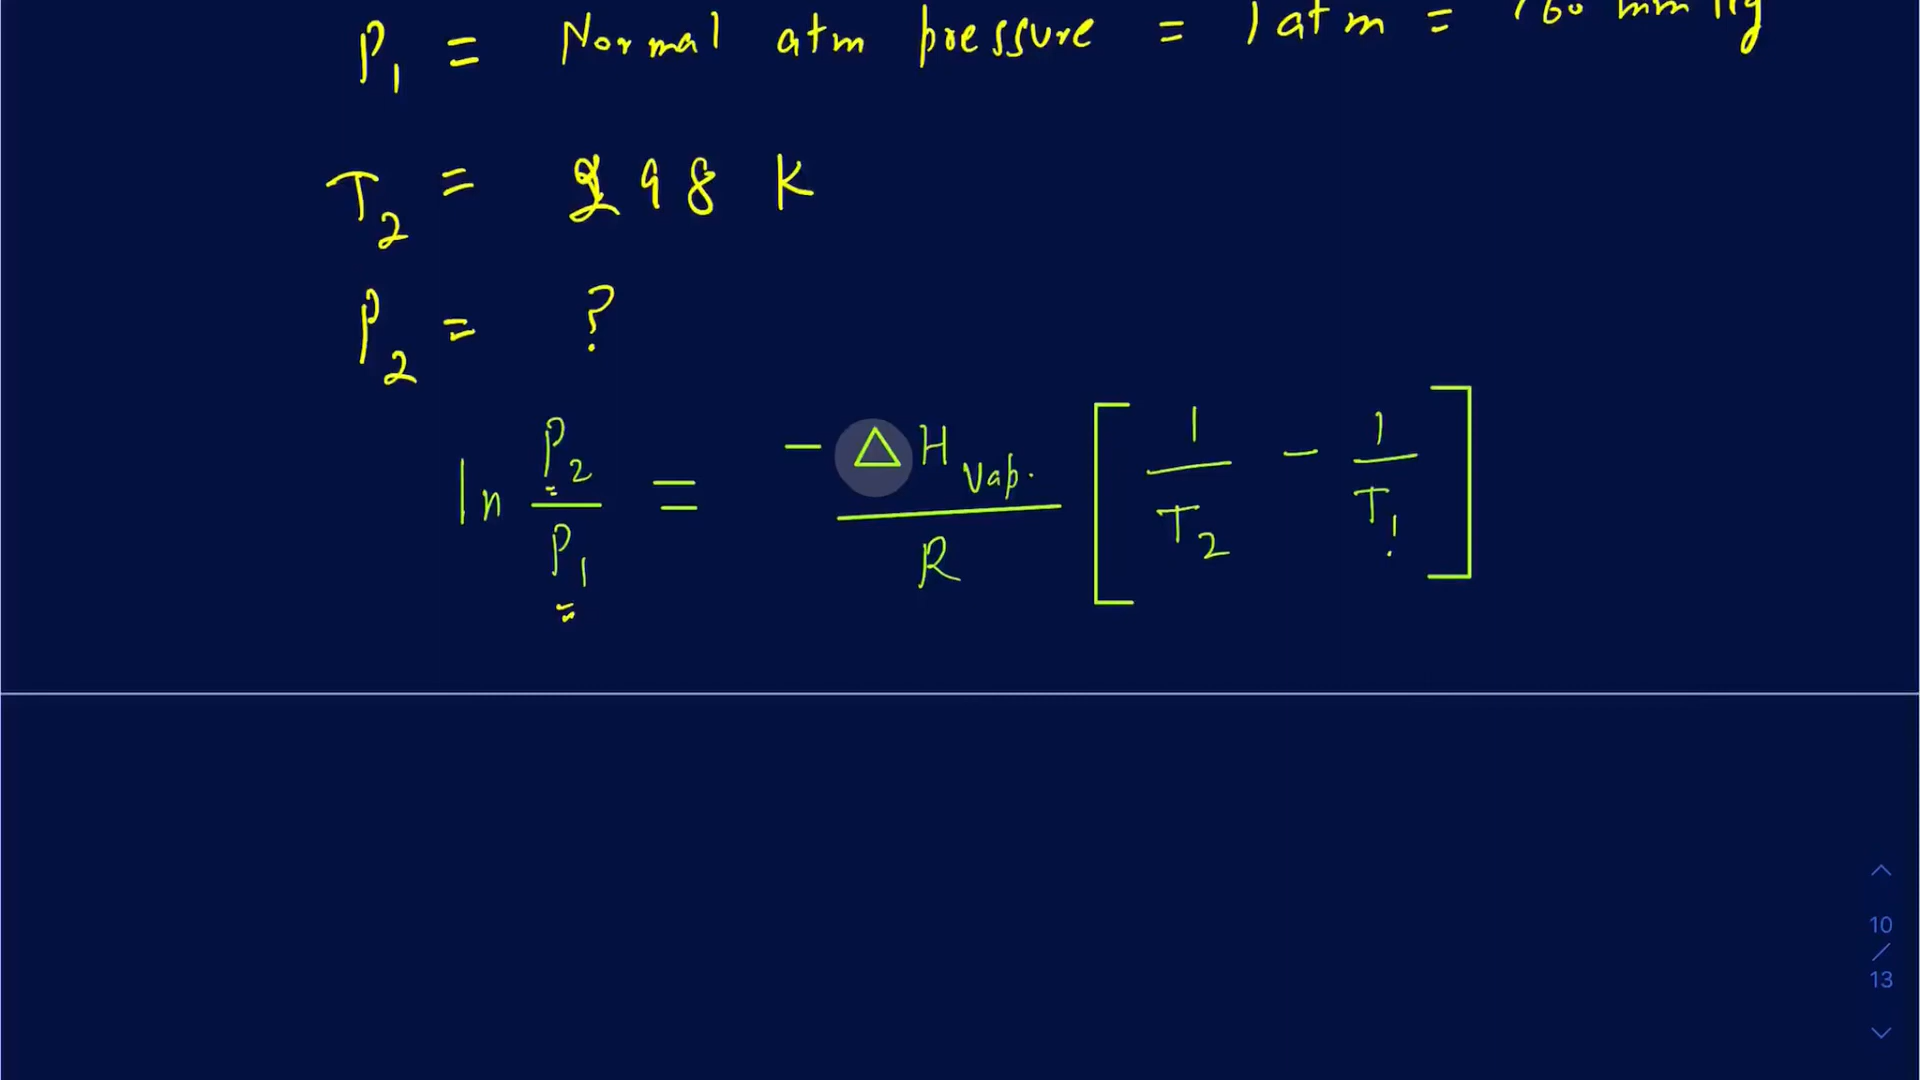 P₁ = Normal atm pressure = 1 atm = 760 mm Hg
T₂ = 298 K
P₂ = ?
ln P₂/P₁ = -ΔH Vap. / R [ 1/T₂ - 1/T₁ ]
10
/
13